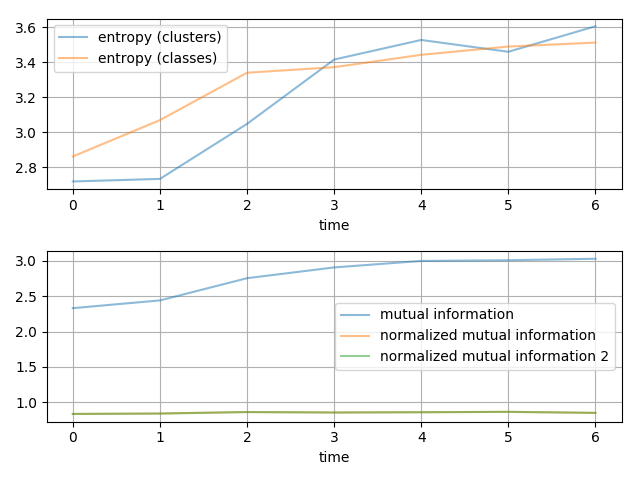 3.6
3.4
3.2
3.0
2.8
entropy (clusters)
entropy (classes)
0 1 2 3 4 5 6
time
3.0
2.5
2.0
1.5
1.0
mutual information
normalized mutual information
normalized mutual information 2
0 1 2 3 4 5 6
time